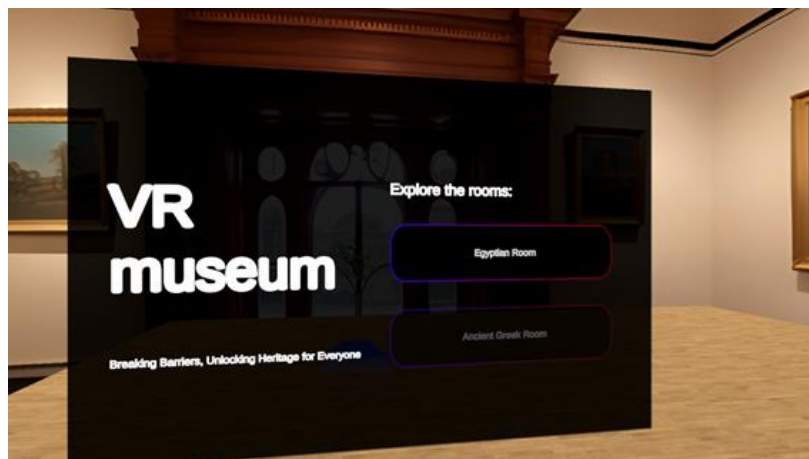 VR
museum
Breaking Barriers, Unlocking Heritage for Everyone
Explore the rooms:
Egyptian Room
Ancient Greek Room